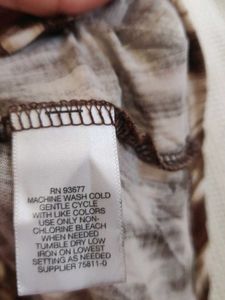 RN 93677
MACHINE WASH COLD
GENTLE CYCLE
WITH LIKE COLORS
USE ONLY NON-
CHLORINE BLEACH
WHEN NEEDED
TUMBLE DRY LOW
IRON ON LOWEST
SETTING AS NEEDED
SUPPLIER 75811-0